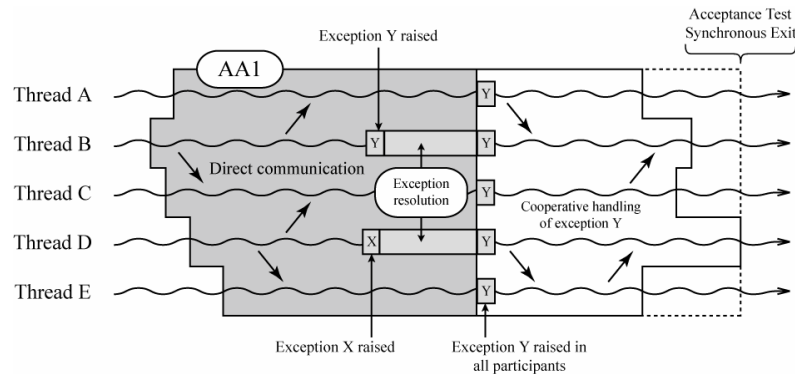 Acceptance Test
Synchronous Exit
Exception Y raised
AA1
Thread A
Y
Thread B
Y
Y
Direct communication
Thread C
Exception
resolution
Y
Cooperative handling
of exception Y
Thread D
X
Y
Thread E
Y
Exception X raised
Exception Y raised in
all participants